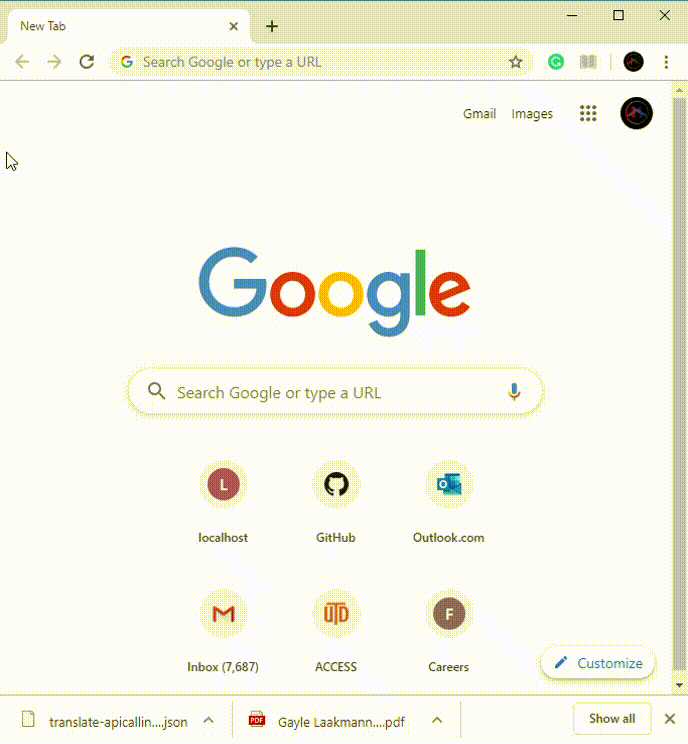 New Tab
Search Google or type a URL
Gmail Images
Google
Search Google or type a URL
L
localhost GitHub Outlook.com
UTD F
Inbox (7,687) ACCESS Careers
Customize
translate-apicallin....json PDF Gayle Laakmann....pdf Show all